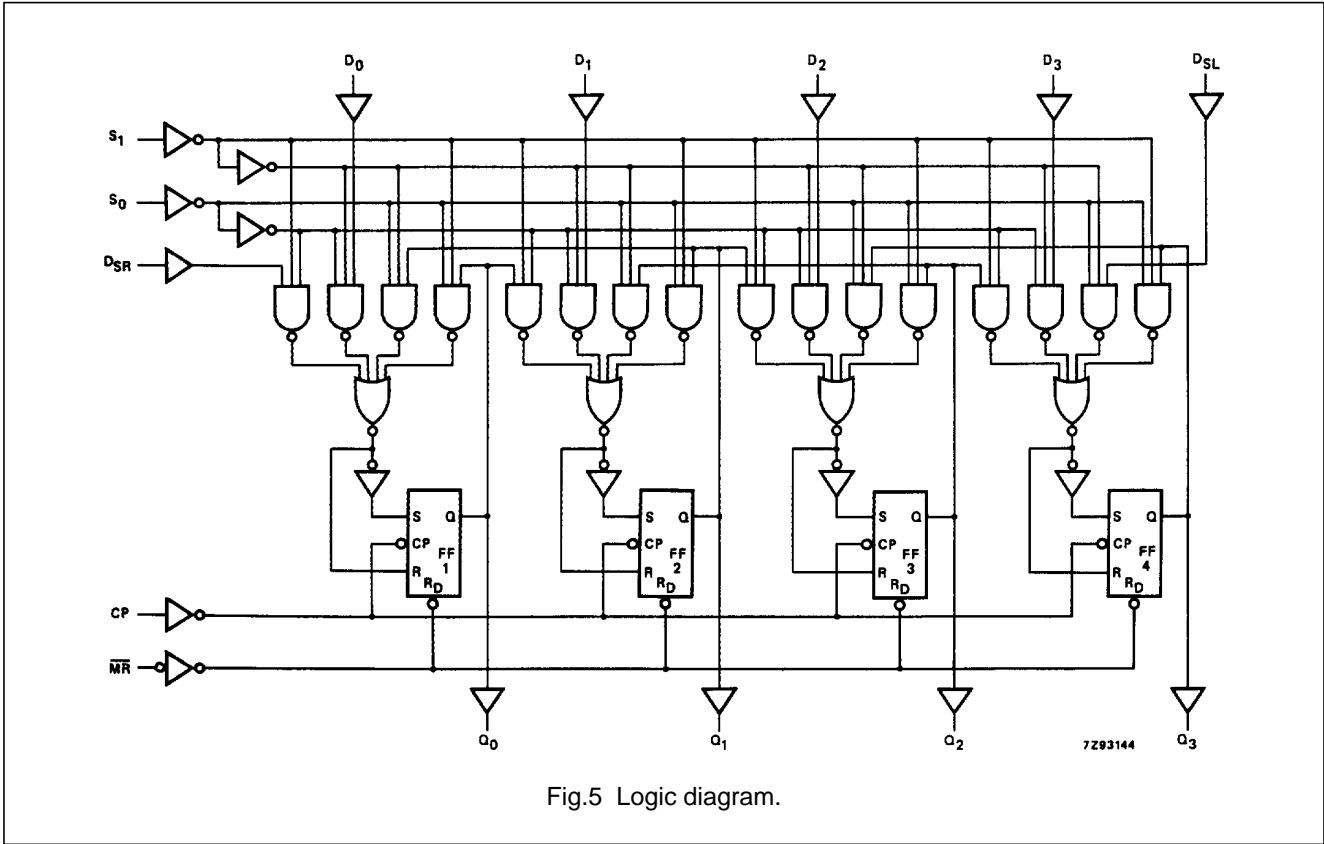 D0 D1 D2 D3 DSL
S1
S0
DSR
S Q S Q S Q S Q
CP CP CP CP
FF FF FF FF
1 2 3 4
R R R R
RD RD RD RD
CP
MR
Q0 Q1 Q2 7Z93144 Q3
Fig.5 Logic diagram.